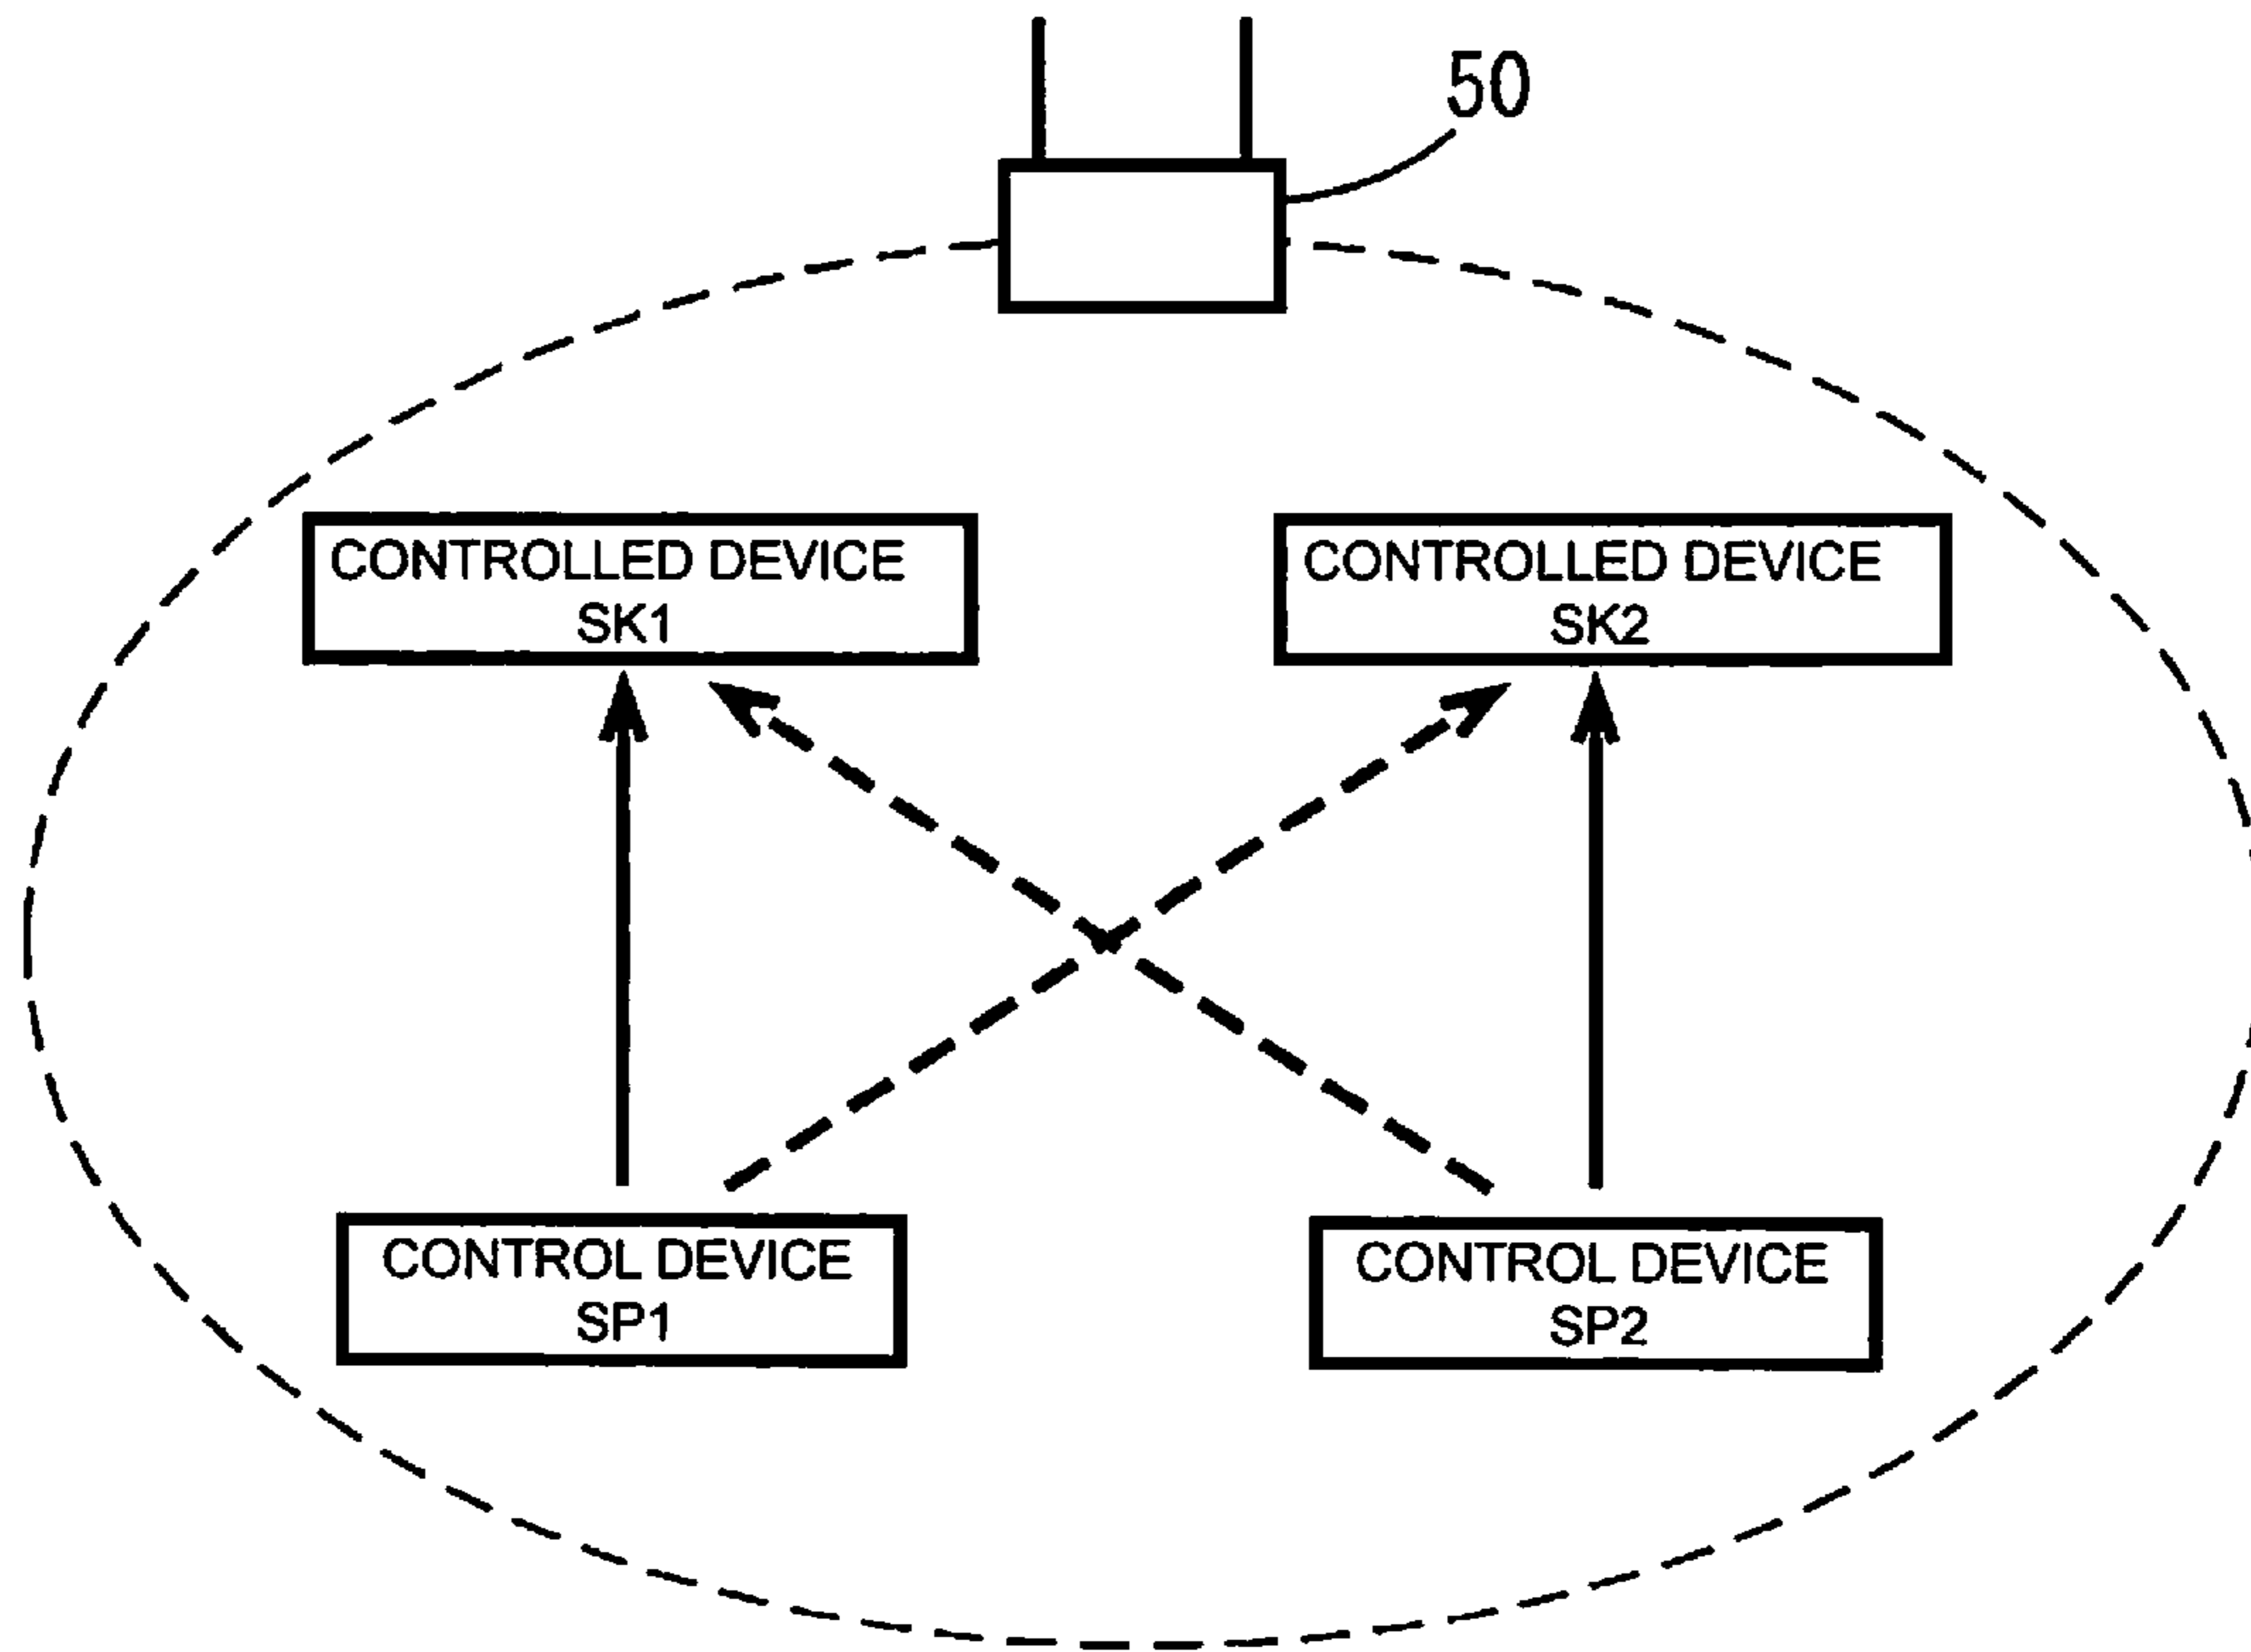 50
CONTROLLED DEVICE
SK1
CONTROLLED DEVICE
SK2
CONTROL DEVICE
SP1
CONTROL DEVICE
SP2